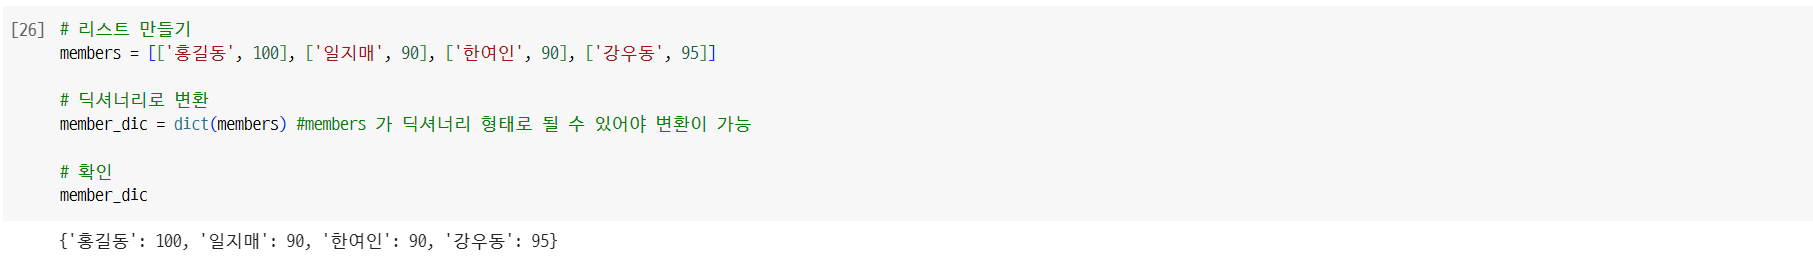 [26] # 리스트 만들기
members = [['홍길동', 100], ['일지매', 90], ['한여인', 90], ['강우동', 95]]
# 딕셔너리로 변환
member_dic = dict(members) #members 가 딕셔너리 형태로 될 수 있어야 변환이 가능
# 확인
member_dic
{'홍길동': 100, '일지매': 90, '한여인': 90, '강우동': 95}